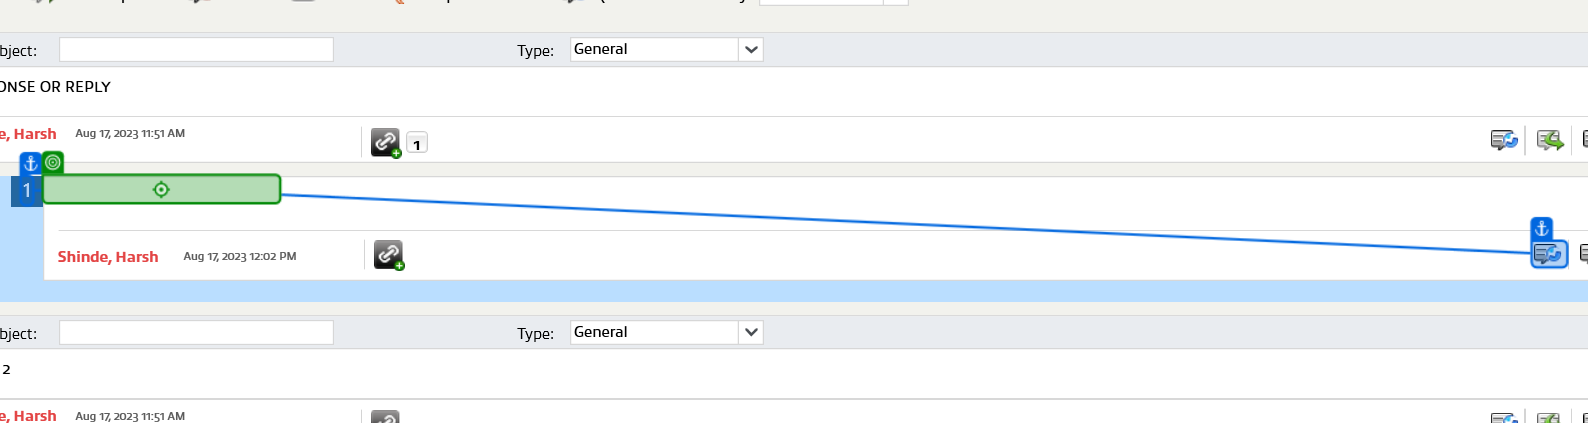 bject: Type: General
ONSE OR REPLY
e, Harsh Aug 17, 2023 11:51 AM 1
1
Shinde, Harsh Aug 17, 2023 12:02 PM
bject: Type: General
2
e, Harsh Aug 17, 2023 11:51 AM